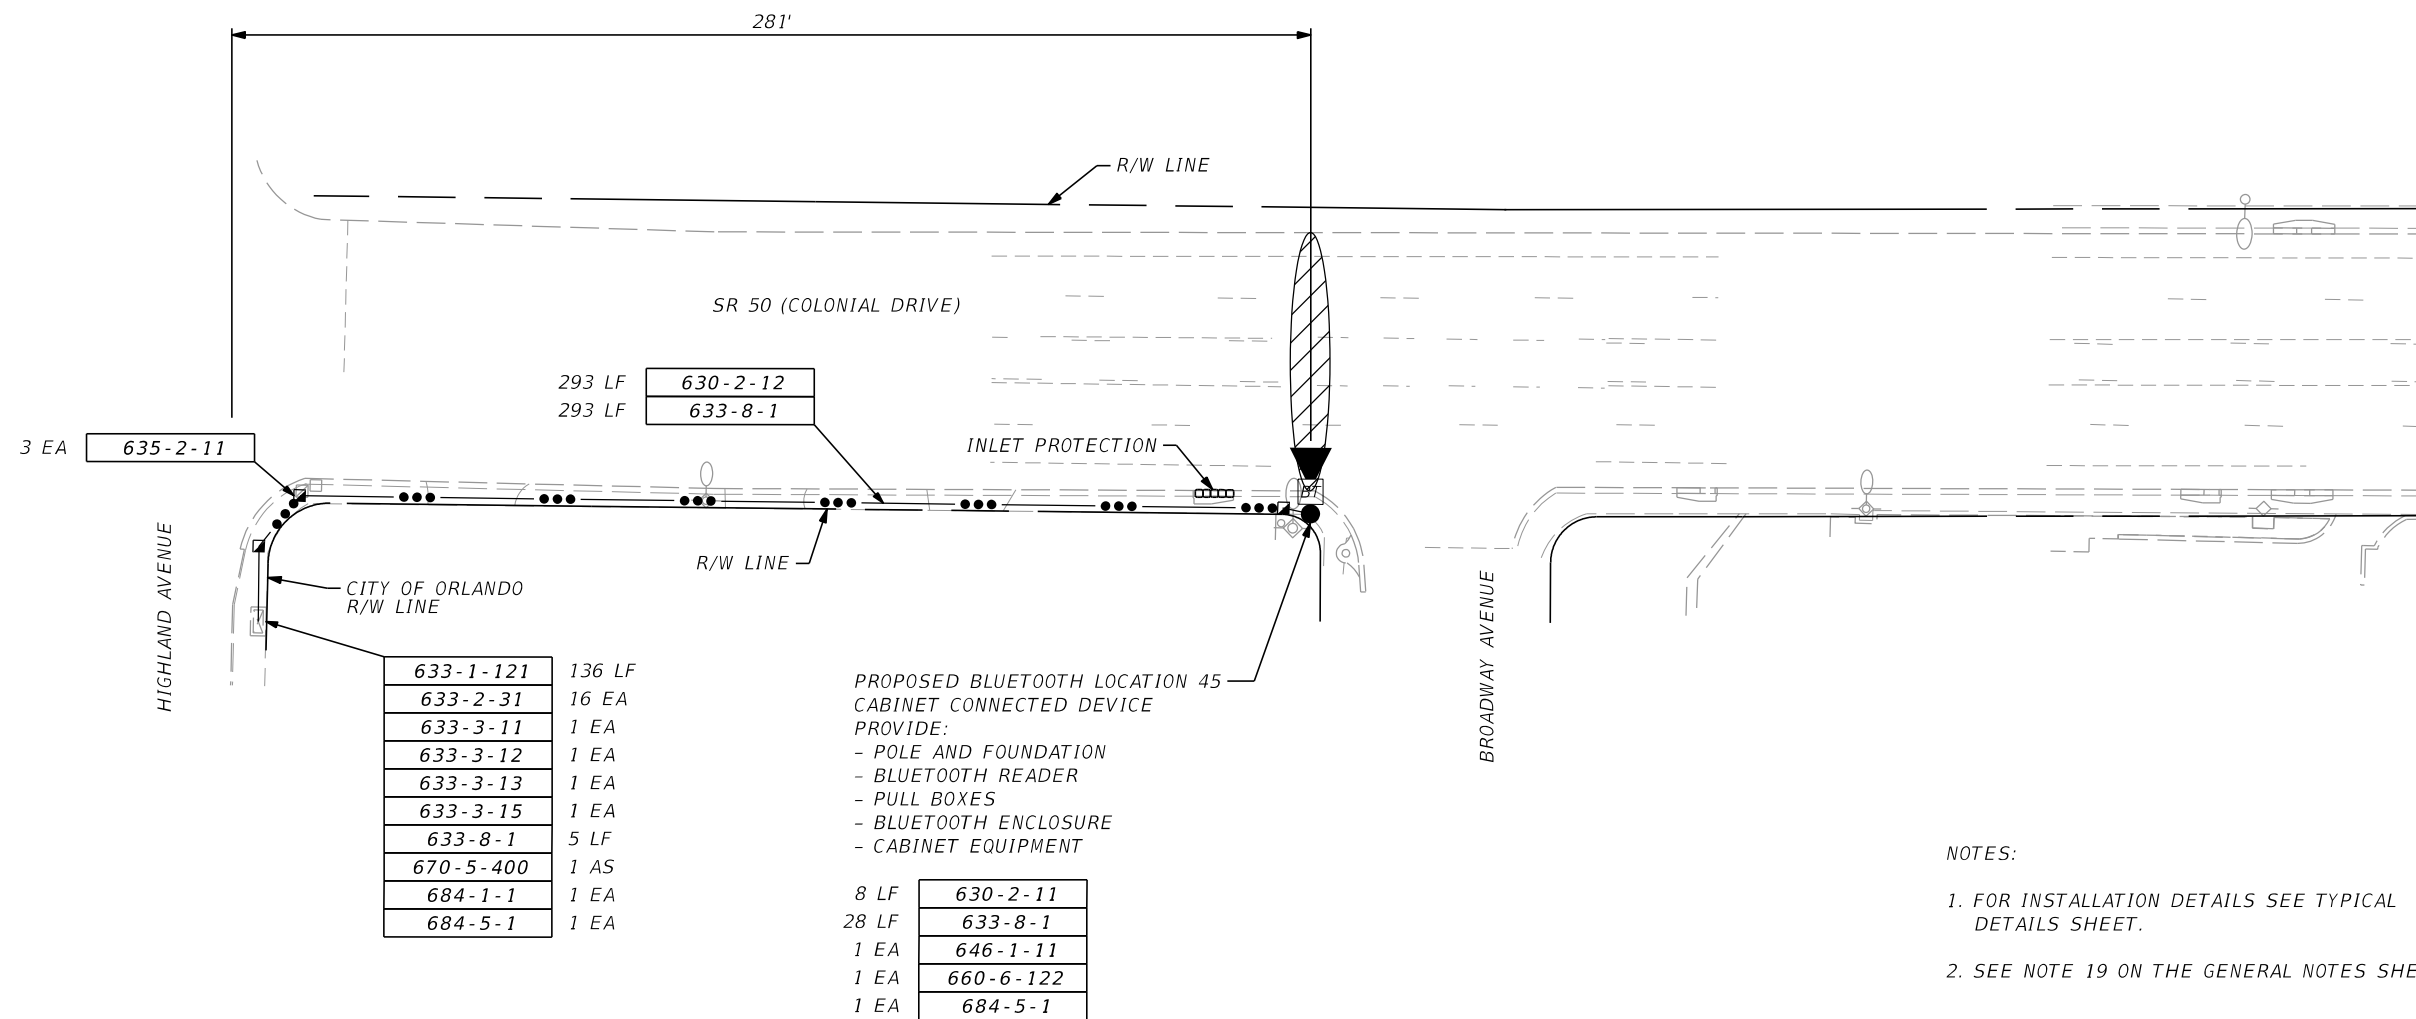 281'
R/W LINE
SR 50 (COLONIAL DRIVE)
293 LF 630-2-12
293 LF 633-8-1
3 EA 635-2-11
INLET PROTECTION
R/W LINE
CITY OF ORLANDO
R/W LINE
HIGHLAND AVENUE
BROADWAY AVENUE
633-1-121 136 LF
633-2-31 16 EA
633-3-11 1 EA
633-3-12 1 EA
633-3-13 1 EA
633-3-15 1 EA
633-8-1 5 LF
670-5-400 1 AS
684-1-1 1 EA
684-5-1 1 EA
PROPOSED BLUETOOTH LOCATION 45
CABINET CONNECTED DEVICE
PROVIDE:
- POLE AND FOUNDATION
- BLUETOOTH READER
- PULL BOXES
- BLUETOOTH ENCLOSURE
- CABINET EQUIPMENT
8 LF 630-2-11
28 LF 633-8-1
1 EA 646-1-11
1 EA 660-6-122
1 EA 684-5-1
NOTES:
1. FOR INSTALLATION DETAILS SEE TYPICAL
DETAILS SHEET.
2. SEE NOTE 19 ON THE GENERAL NOTES SHE